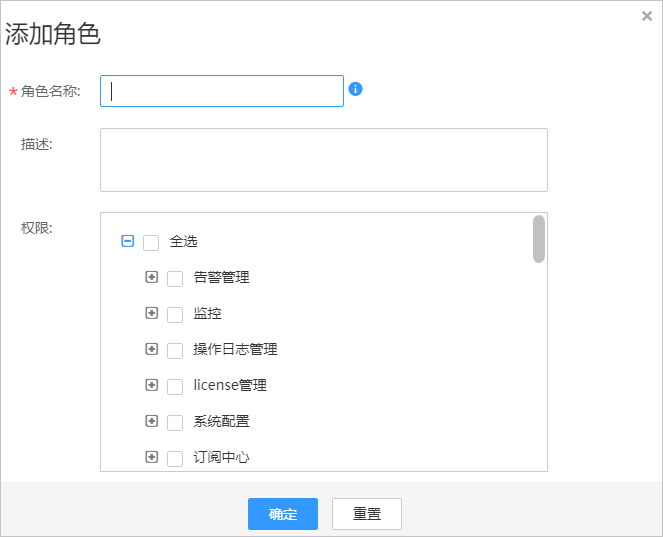 添加角色
*角色名称:
描述:
权限:
全选
告警管理
监控
操作日志管理
license管理
系统配置
订阅中心
确定
重置